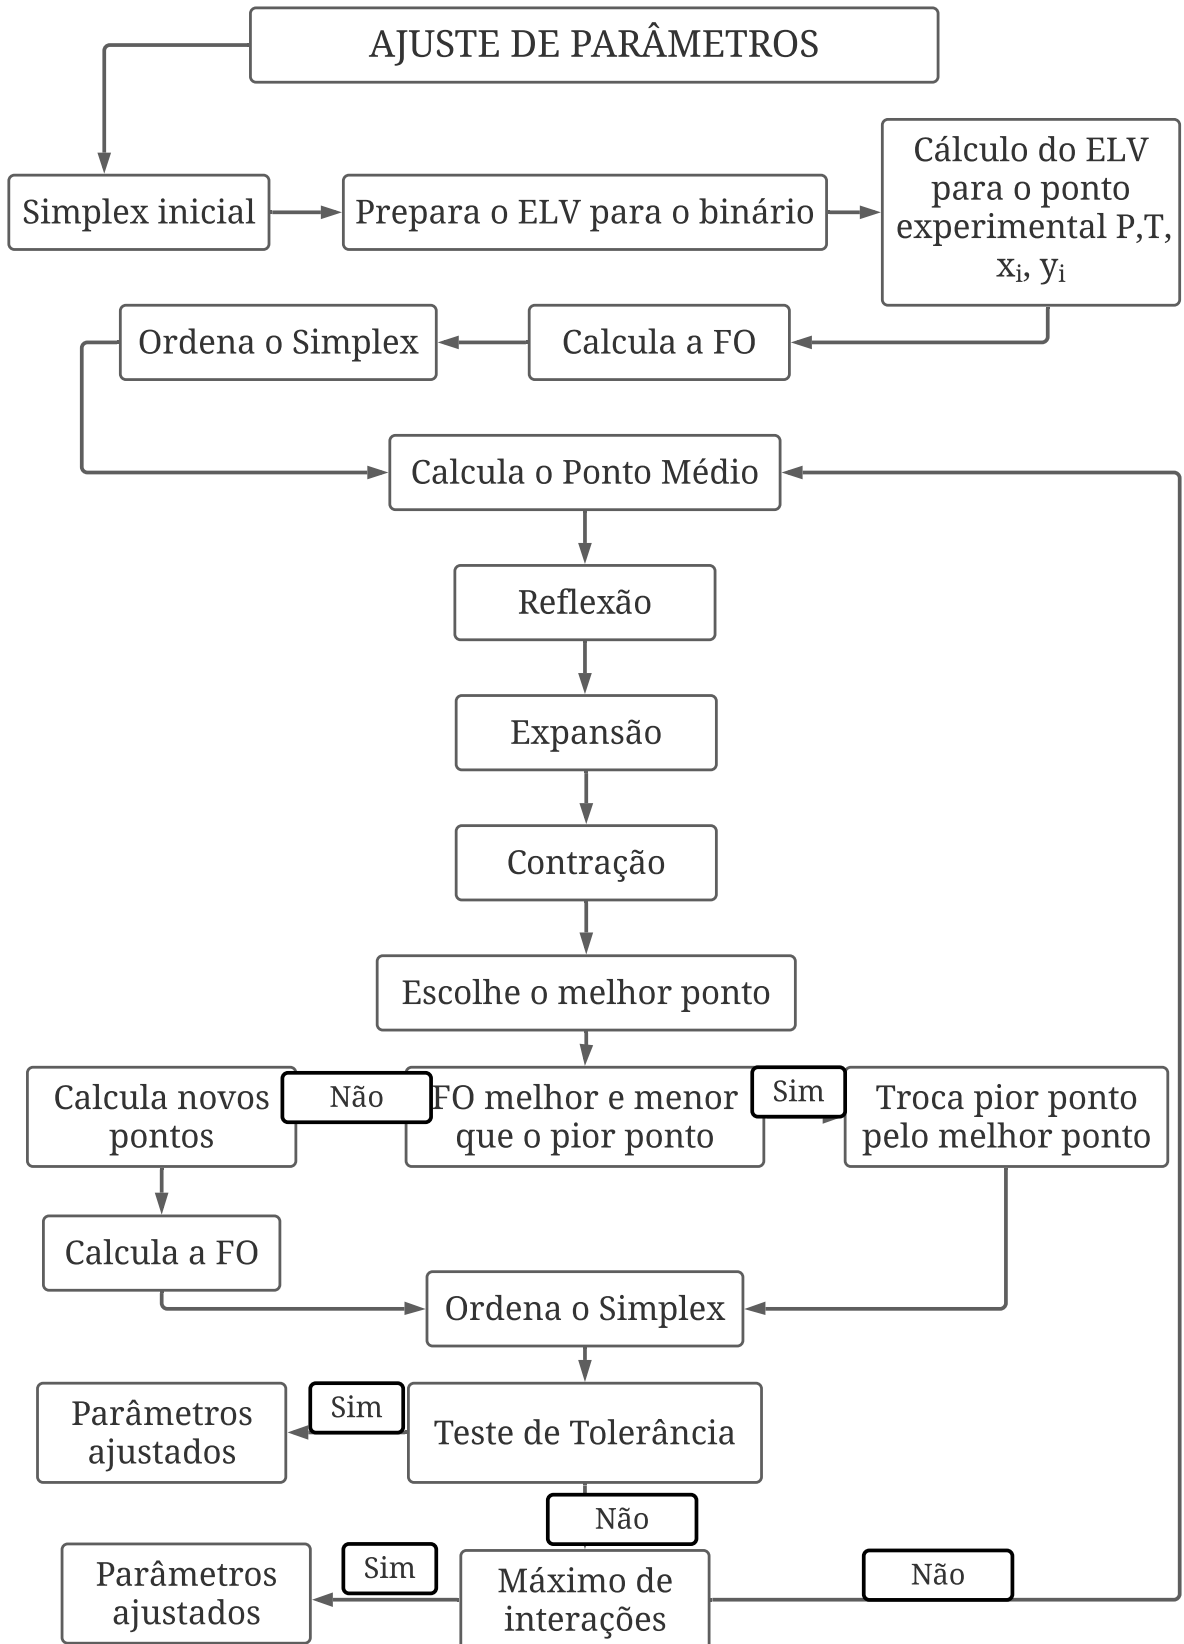 AJUSTE DE PARÂMETROS
Simplex inicial
Prepara o ELV para o binário
Cálculo do ELV
para o ponto
experimental P,T,
xᵢ, yᵢ
Ordena o Simplex
Calcula a FO
Calcula o Ponto Médio
Reflexão
Expansão
Contração
Escolhe o melhor ponto
Calcula novos
pontos
Não
FO melhor e menor
que o pior ponto
Sim
Troca pior ponto
pelo melhor ponto
Calcula a FO
Ordena o Simplex
Parâmetros
ajustados
Sim
Teste de Tolerância
Não
Parâmetros
ajustados
Sim
Máximo de
interações
Não